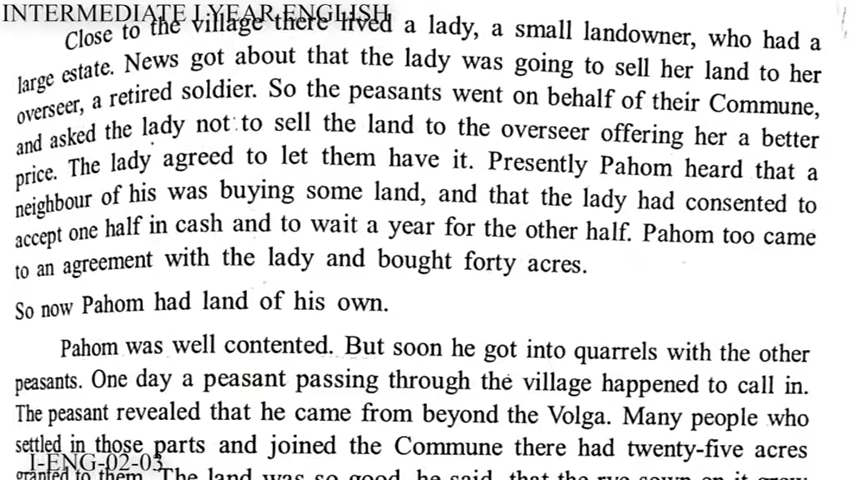 INTERMEDIATE I YEAR ENGLISH
Close to the village there lived a lady, a small landowner, who had a
large estate. News got about that the lady was going to sell her land to her
overseer, a retired soldier. So the peasants went on behalf of their Commune,
and asked the lady not to sell the land to the overseer offering her a better
price. The lady agreed to let them have it. Presently Pahom heard that a
neighbour of his was buying some land, and that the lady had consented to
accept one half in cash and to wait a year for the other half. Pahom too came
to an agreement with the lady and bought forty acres.
So now Pahom had land of his own.
Pahom was well contented. But soon he got into quarrels with the other
peasants. One day a peasant passing through the village happened to call in.
The peasant revealed that he came from beyond the Volga. Many people who
settled in those parts and joined the Commune there had twenty-five acres
I-ENG-02-03
granted to them. The land was so good, he said, that the rye sown on it grew